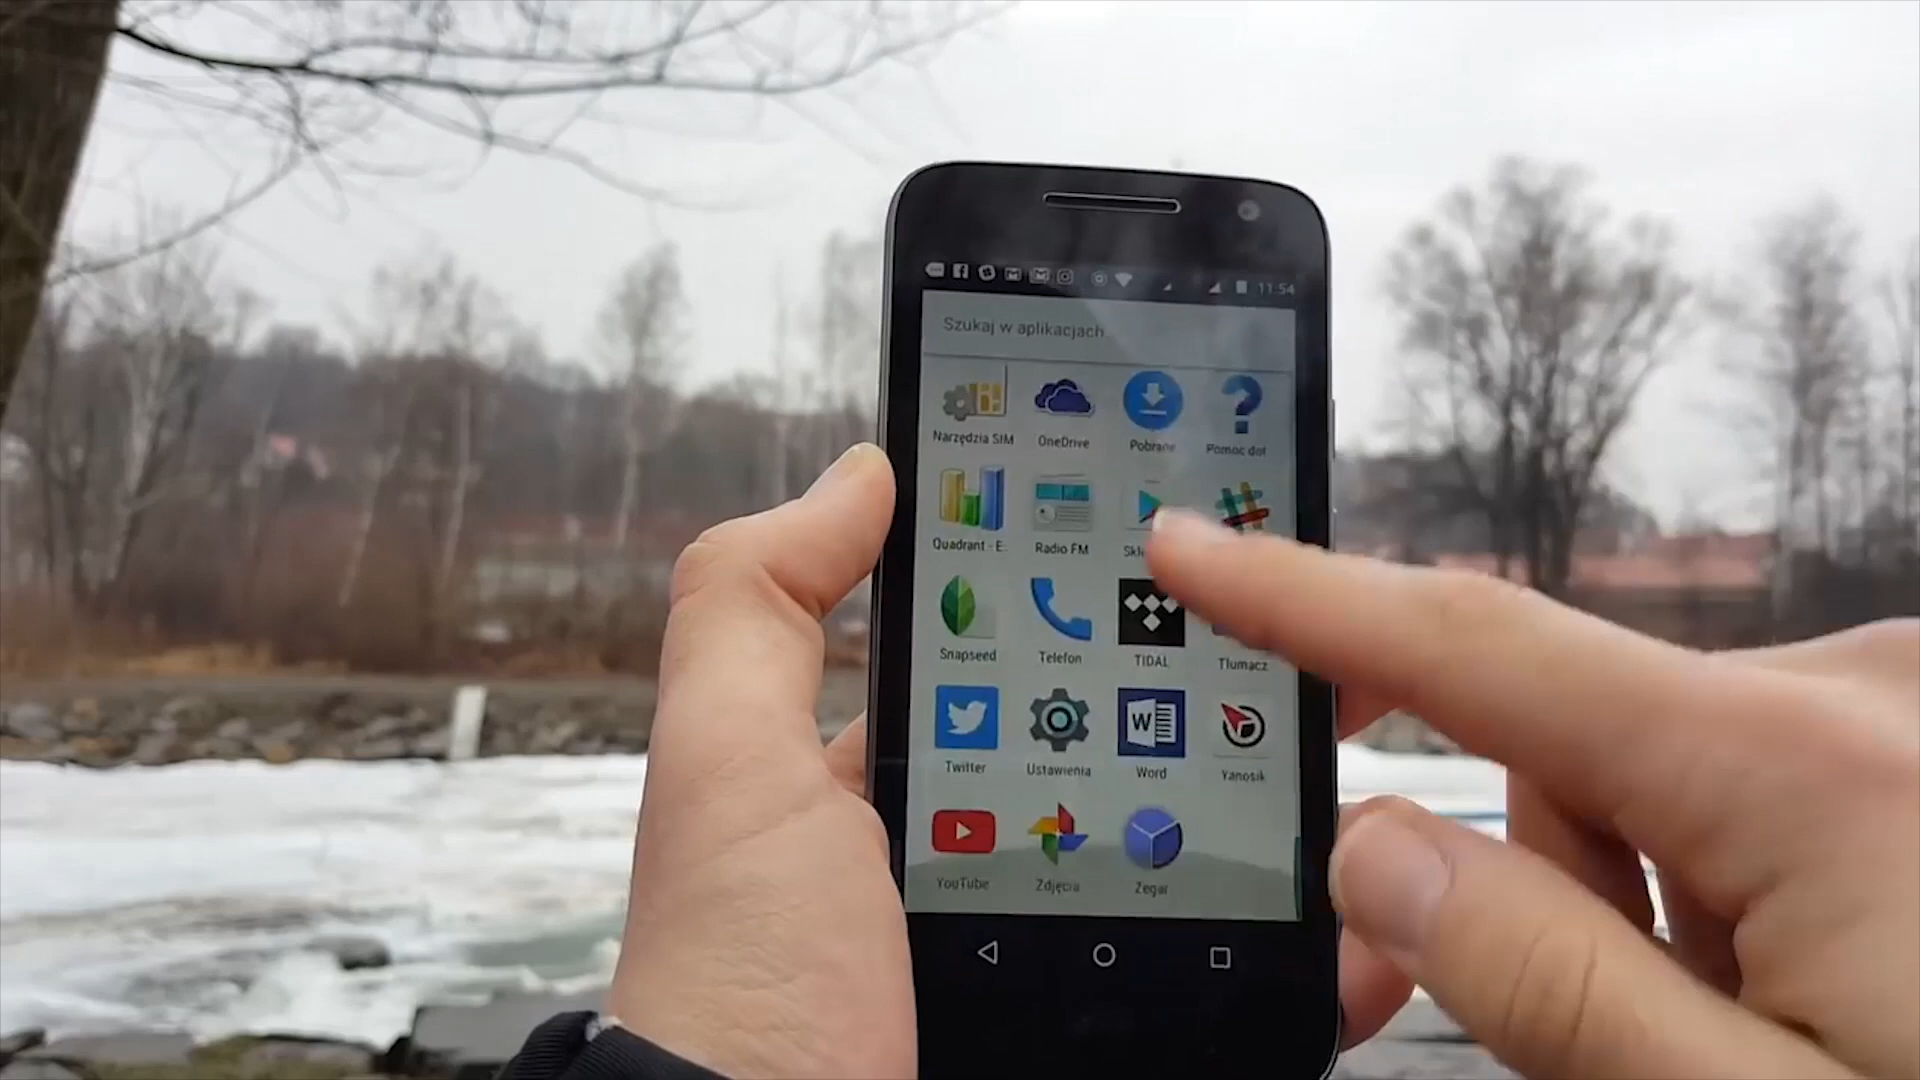 11:54
Szukaj w aplikacjach
Narzędzia SIM OneDrive Pobrane Pomoc dot
Quadrant - E. Radio FM
Snapseed Telefon TIDAL Tłumacz
Twitter Ustawienia W Word Yanosik
YouTube Zdjęcia Zegar